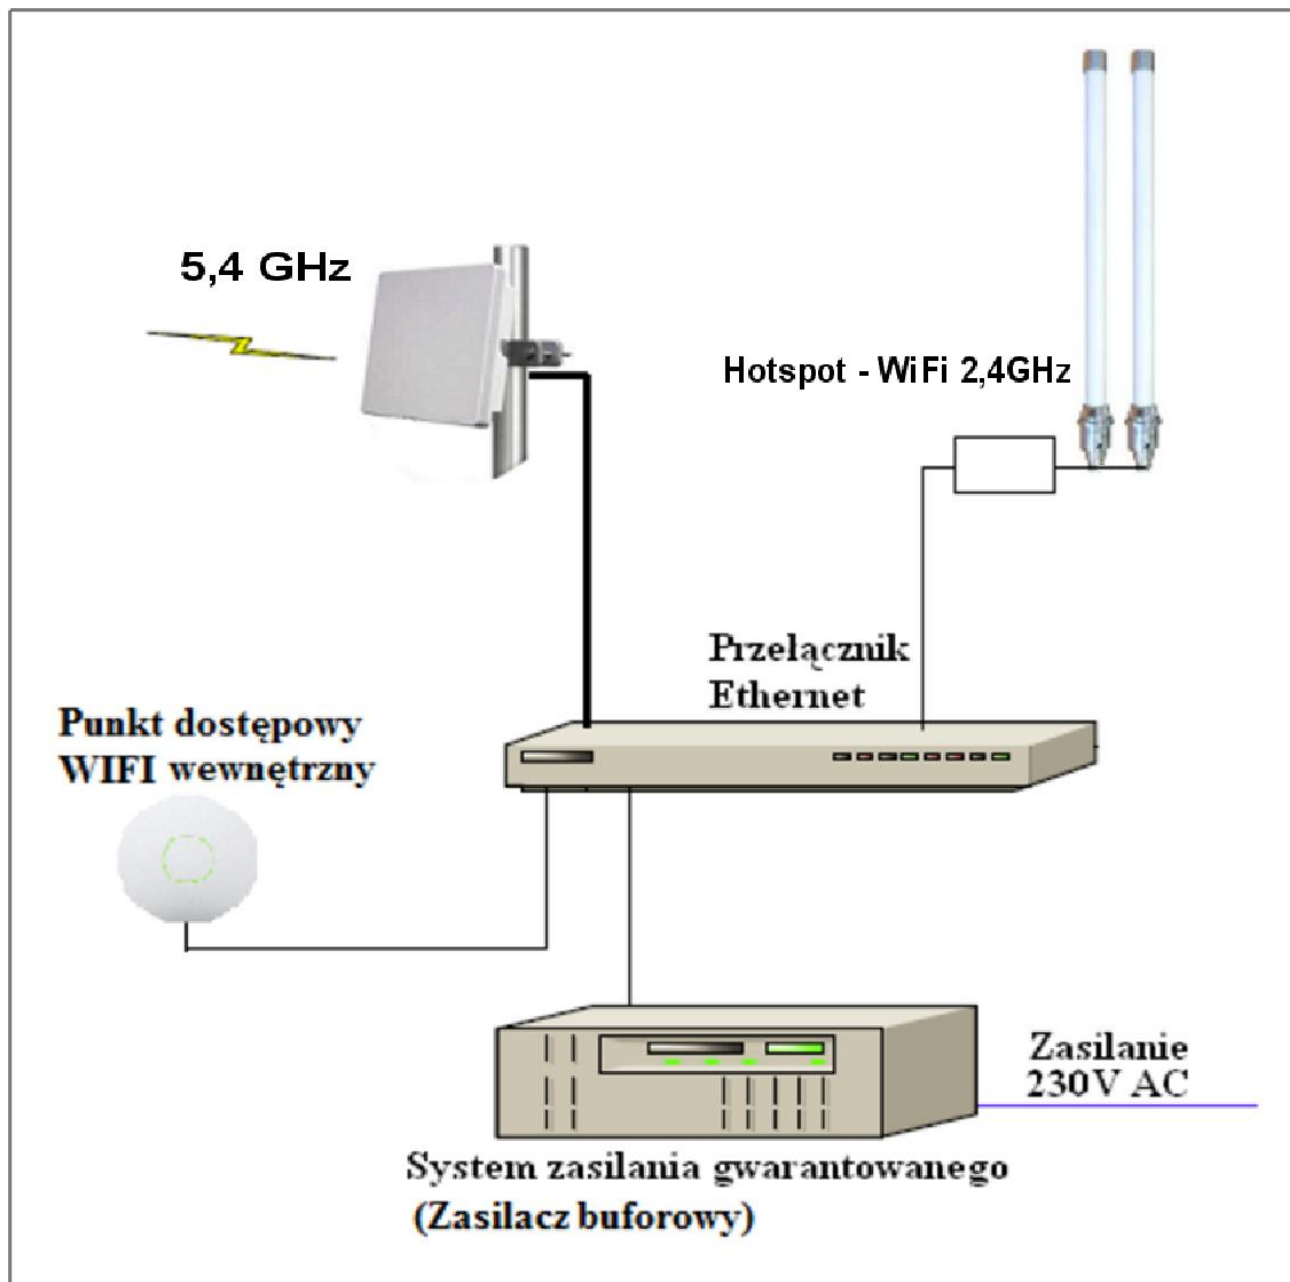 5,4 GHz
Hotspot - WiFi 2,4GHz
Przełącznik
Ethernet
Punkt dostępowy
WIFI wewnętrzny
Zasilanie
230V AC
System zasilania gwarantowanego
(Zasilacz buforowy)